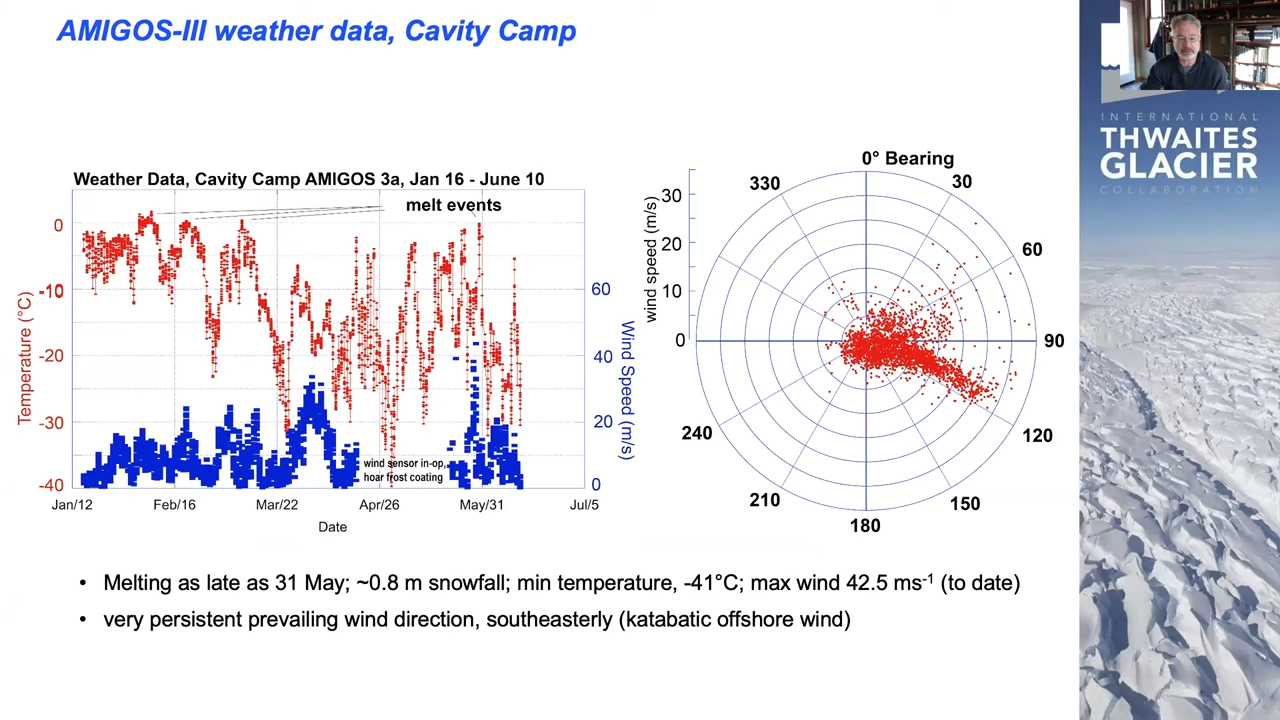 AMIGOS-III weather data, Cavity Camp
INTERNATIONAL
THWAITES
GLACIER
COLLABORATION
Weather Data, Cavity Camp AMIGOS 3a, Jan 16 - June 10
melt events
0
-10
-20
-30
-40
Temperature (°C)
60
40
20
0
Wind Speed (m/s)
wind sensor in-op,
hoar frost coating
Jan/12
Feb/16
Mar/22
Apr/26
May/31
Jul/5
Date
0° Bearing
30
60
90
120
150
180
210
240
330
30
20
10
0
wind speed (m/s)
• Melting as late as 31 May; ~0.8 m snowfall; min temperature, -41°C; max wind 42.5 ms-1 (to date)
• very persistent prevailing wind direction, southeasterly (katabatic offshore wind)